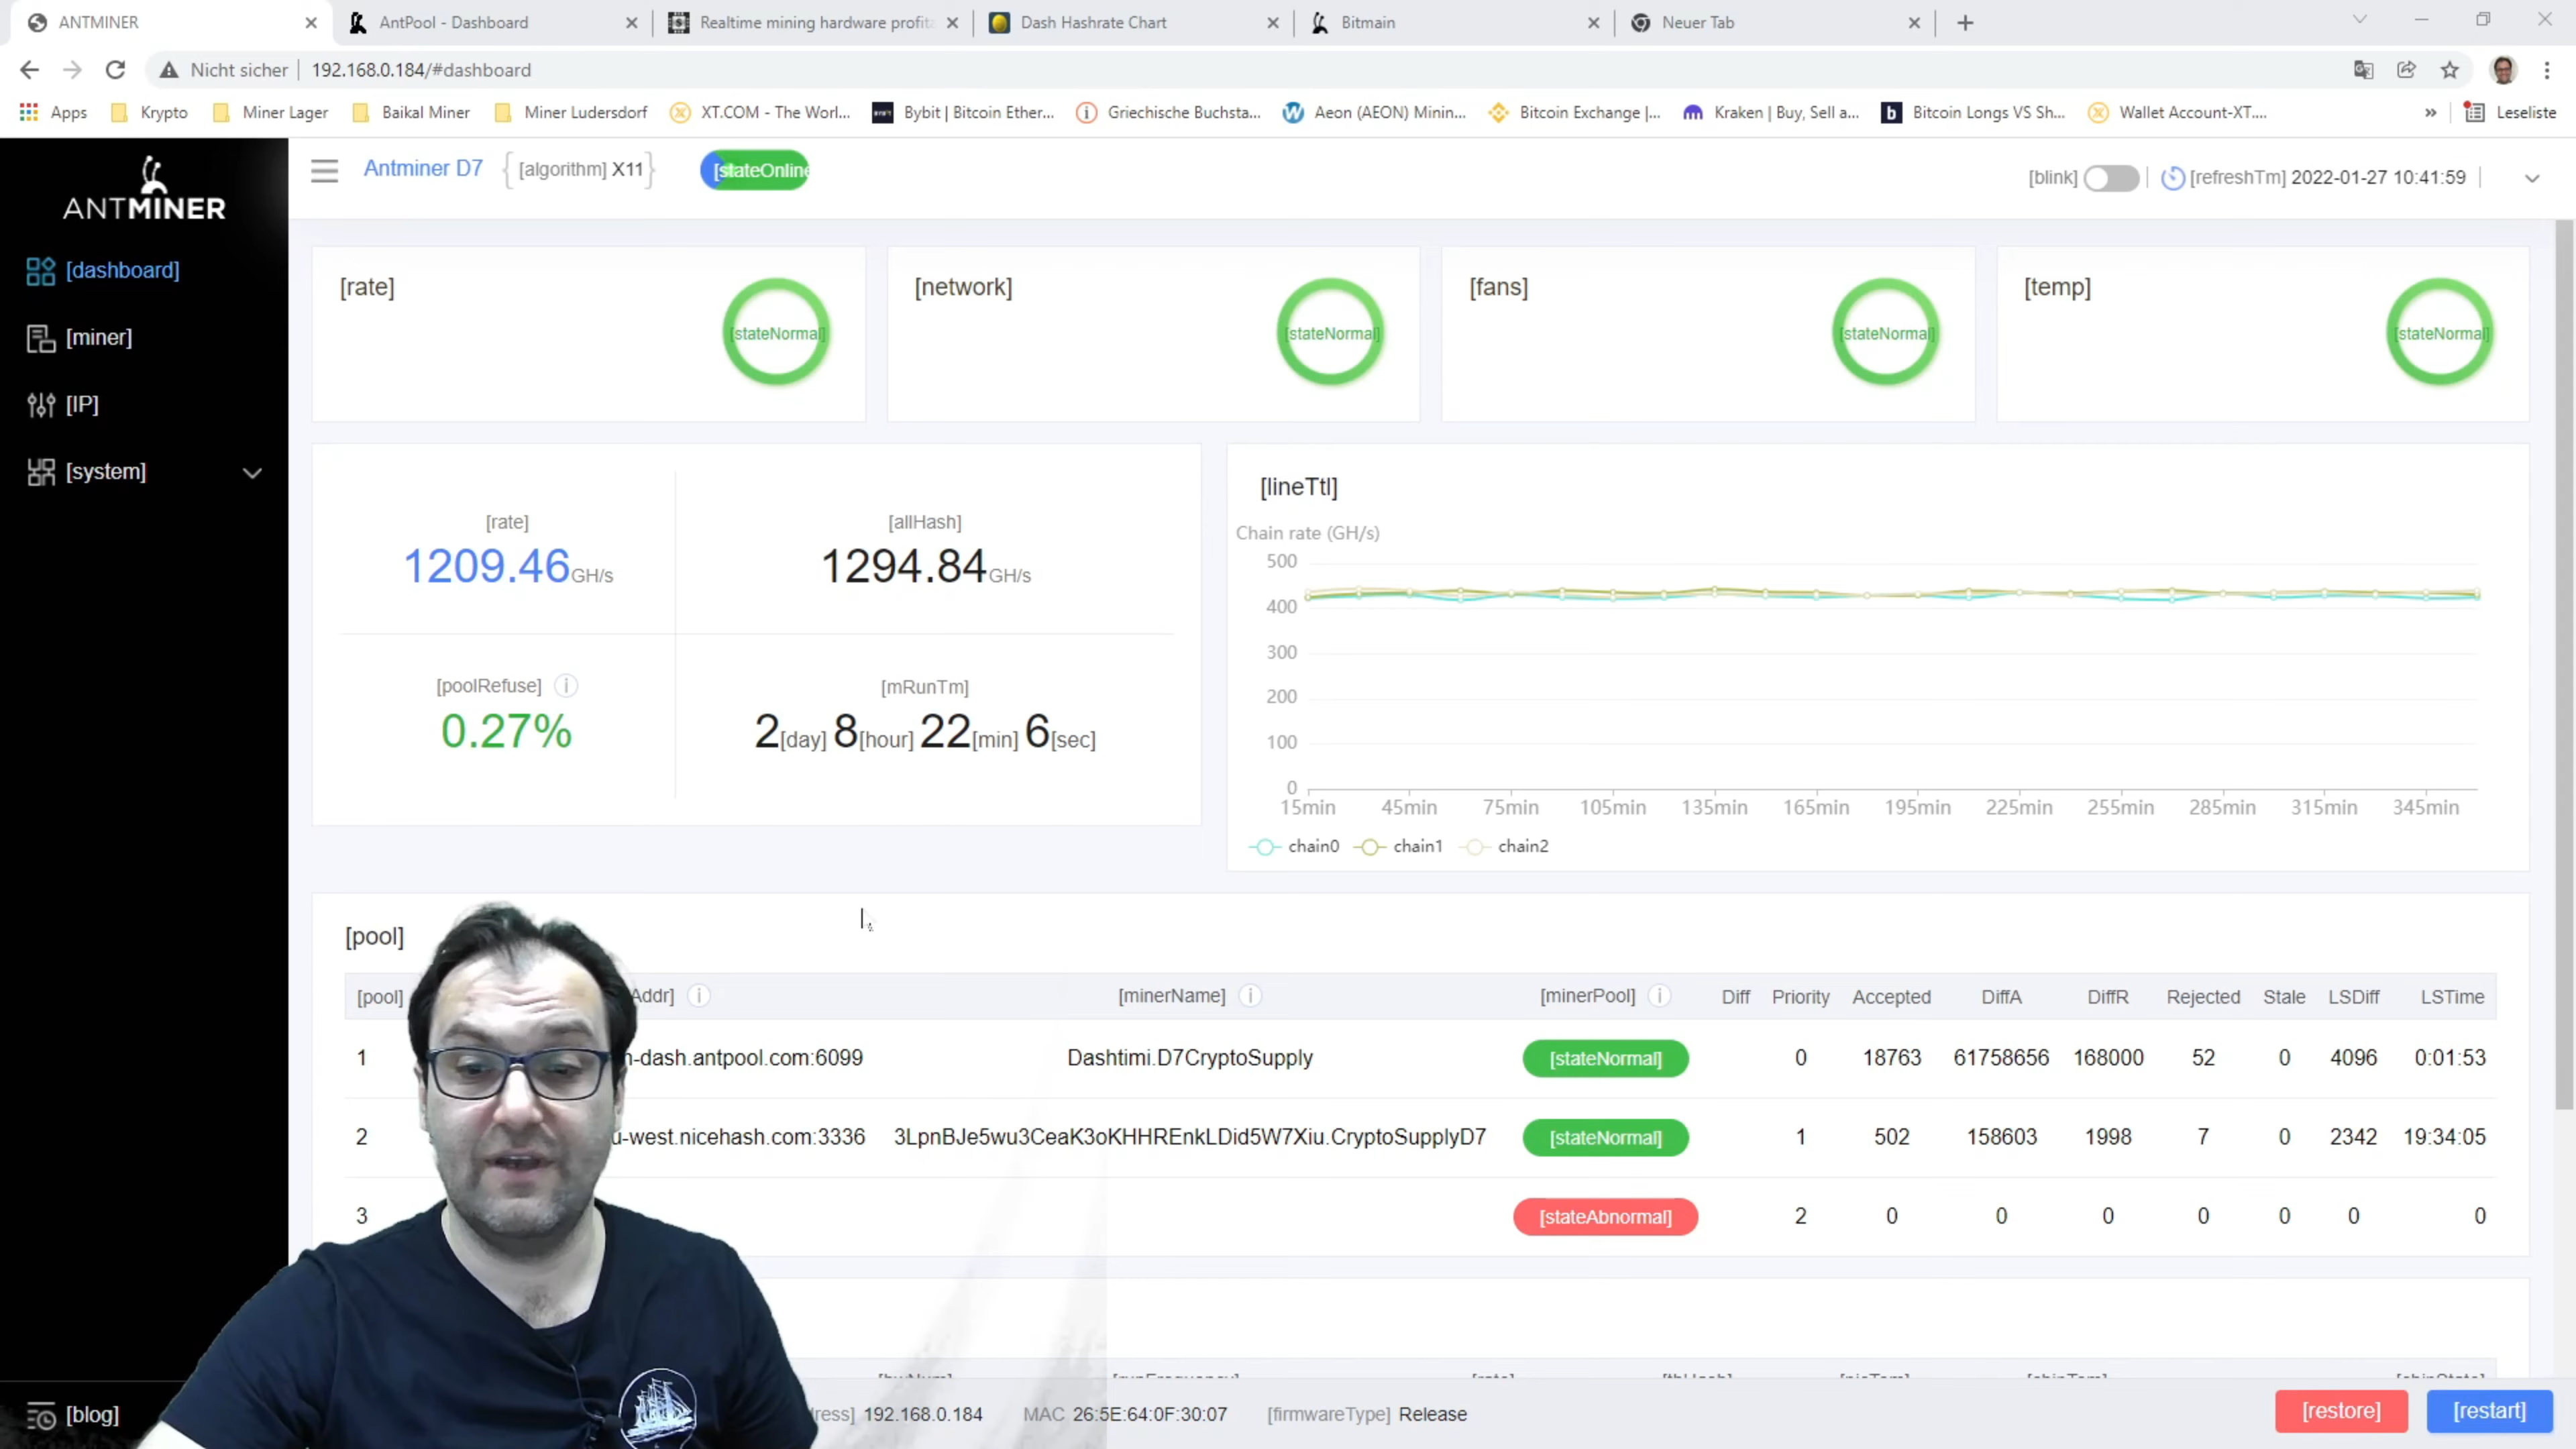 ANTMINER
AntPool - Dashboard
Realtime mining hardware profit
Dash Hashrate Chart
Bitmain
Neuer Tab
Nicht sicher
192.168.0.184/#dashboard
Apps
Krypto
Miner Lager
Baikal Miner
Miner Ludersdorf
XT.COM - The Worl...
Bybit | Bitcoin Ether...
Griechische Buchsta...
Aeon (AEON) Minin...
Bitcoin Exchange |...
Kraken | Buy, Sell a...
Bitcoin Longs VS Sh...
Wallet Account-XT....
»
Leseliste
ANTMINER
Antminer D7
{[algorithm] X11}
[stateOnline
[blink]
[refreshTm] 2022-01-27 10:41:59
[dashboard]
[miner]
[IP]
[system]
[rate]
[stateNormal]
[network]
[stateNormal]
[fans]
[stateNormal]
[temp]
[stateNormal]
[rate]
1209.46GH/s
[allHash]
1294.84GH/s
[poolRefuse]
0.27%
[mRunTm]
2[day] 8[hour] 22[min] 6[sec]
[lineTtl]
Chain rate (GH/s)
500
400
300
200
100
0
15min 45min 75min 105min 135min 165min 195min 225min 255min 285min 315min 345min
chain0 chain1 chain2
[pool]
[pool] Addr] [minerName] [minerPool] Diff Priority Accepted DiffA DiffR Rejected Stale LSDiff LSTime
1 n-dash.antpool.com:6099 Dashtimi.D7CryptoSupply [stateNormal] 0 18763 61758656 168000 52 0 4096 0:01:53
2 u-west.nicehash.com:3336 3LpnBJe5wu3CeaK3oKHHREnkLDid5W7Xiu.CryptoSupplyD7 [stateNormal] 1 502 158603 1998 7 0 2342 19:34:05
3 [stateAbnormal] 2 0 0 0 0 0 0 0
[blog]
ress] 192.168.0.184
MAC 26:5E:64:0F:30:07
[firmwareType] Release
[restore]
[restart]